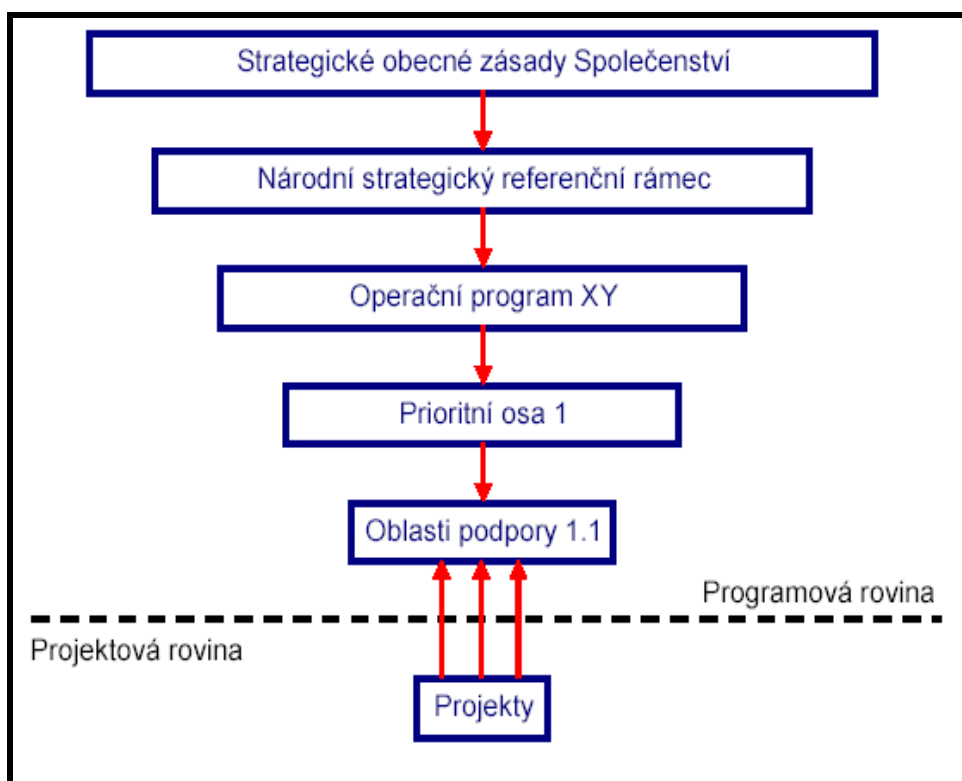 Strategické obecné zásady Společenství
Národní strategický referenční rámec
Operační program XY
Prioritní osa 1
Oblasti podpory 1.1
Programová rovina
Projektová rovina
Projekty